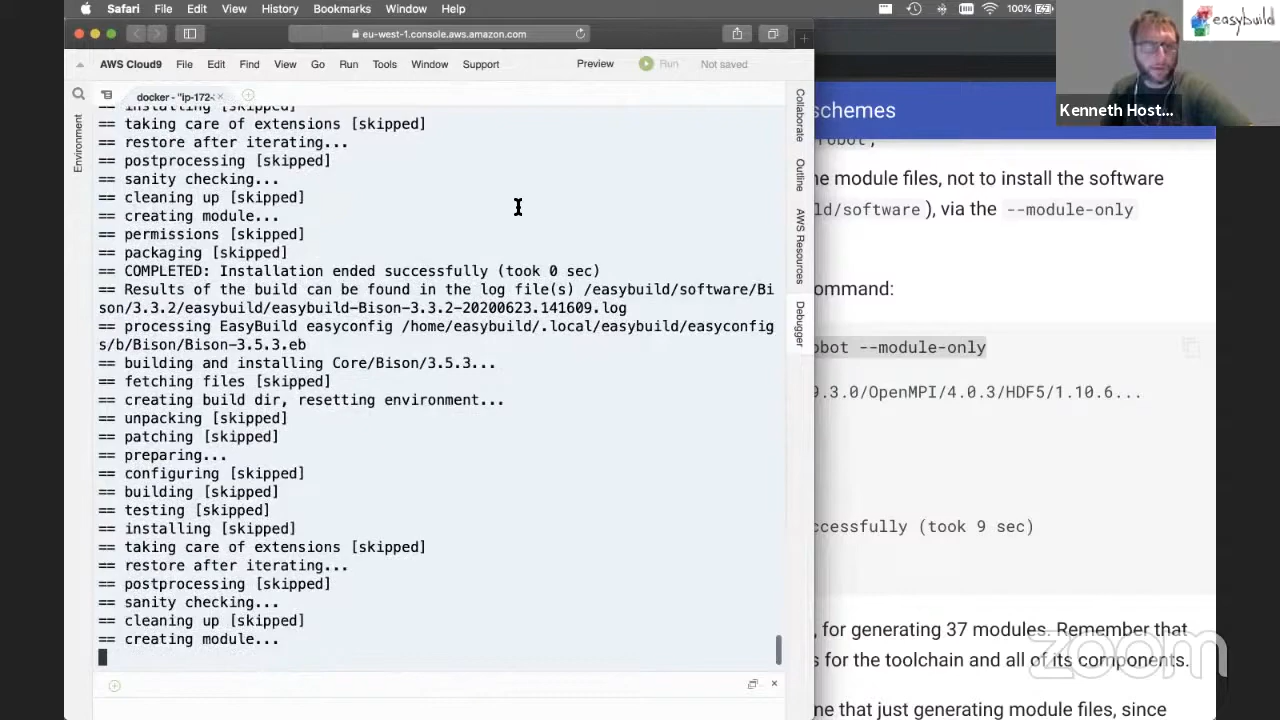 Safari File Edit View History Bookmarks Window Help 100%
easybuild
eu-west-1.console.aws.amazon.com
AWS Cloud9 File Edit Find View Go Run Tools Window Support Preview Run Not saved
docker - "ip-172-
Environment
Collaborate
Outline
AWS Resources
Debugger
== installing [skipped]
== taking care of extensions [skipped]
== restore after iterating...
== postprocessing [skipped]
== sanity checking...
== cleaning up [skipped]
== creating module...
== permissions [skipped]
== packaging [skipped]
== COMPLETED: Installation ended successfully (took 0 sec)
== Results of the build can be found in the log file(s) /easybuild/software/Bi
son/3.3.2/easybuild/easybuild-Bison-3.3.2-20200623.141609.log
== processing EasyBuild easyconfig /home/easybuild/.local/easybuild/easyconfig
s/b/Bison/Bison-3.5.3.eb
== building and installing Core/Bison/3.5.3...
== fetching files [skipped]
== creating build dir, resetting environment...
== unpacking [skipped]
== patching [skipped]
== preparing...
== configuring [skipped]
== building [skipped]
== testing [skipped]
== installing [skipped]
== taking care of extensions [skipped]
== restore after iterating...
== postprocessing [skipped]
== sanity checking...
== cleaning up [skipped]
== creating module...
Kenneth Host...
schemes
robot,
ne module files, not to install the software
ld/software ), via the --module-only
ommand:
obot --module-only
9.3.0/OpenMPI/4.0.3/HDF5/1.10.6...
ccessfully (took 9 sec)
, for generating 37 modules. Remember that
s for the toolchain and all of its components.
me that just generating module files, since
zoom